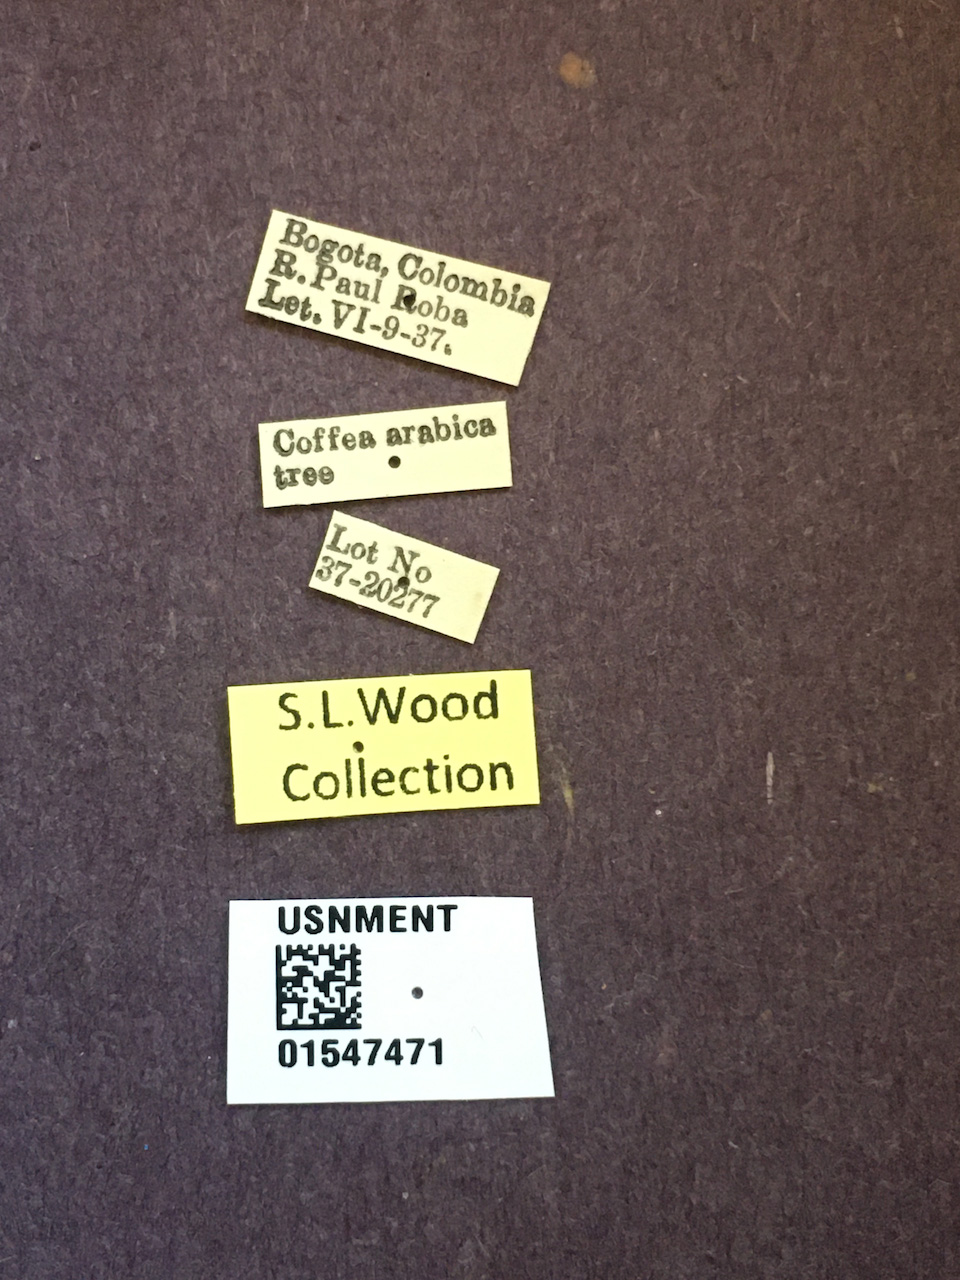 Bogota, Colombia
R. Paul Roba
Let. VI-9-37.
Coffea arabica
tree
Lot No
37-20277
S.L.Wood
Collection
USNMENT
01547471